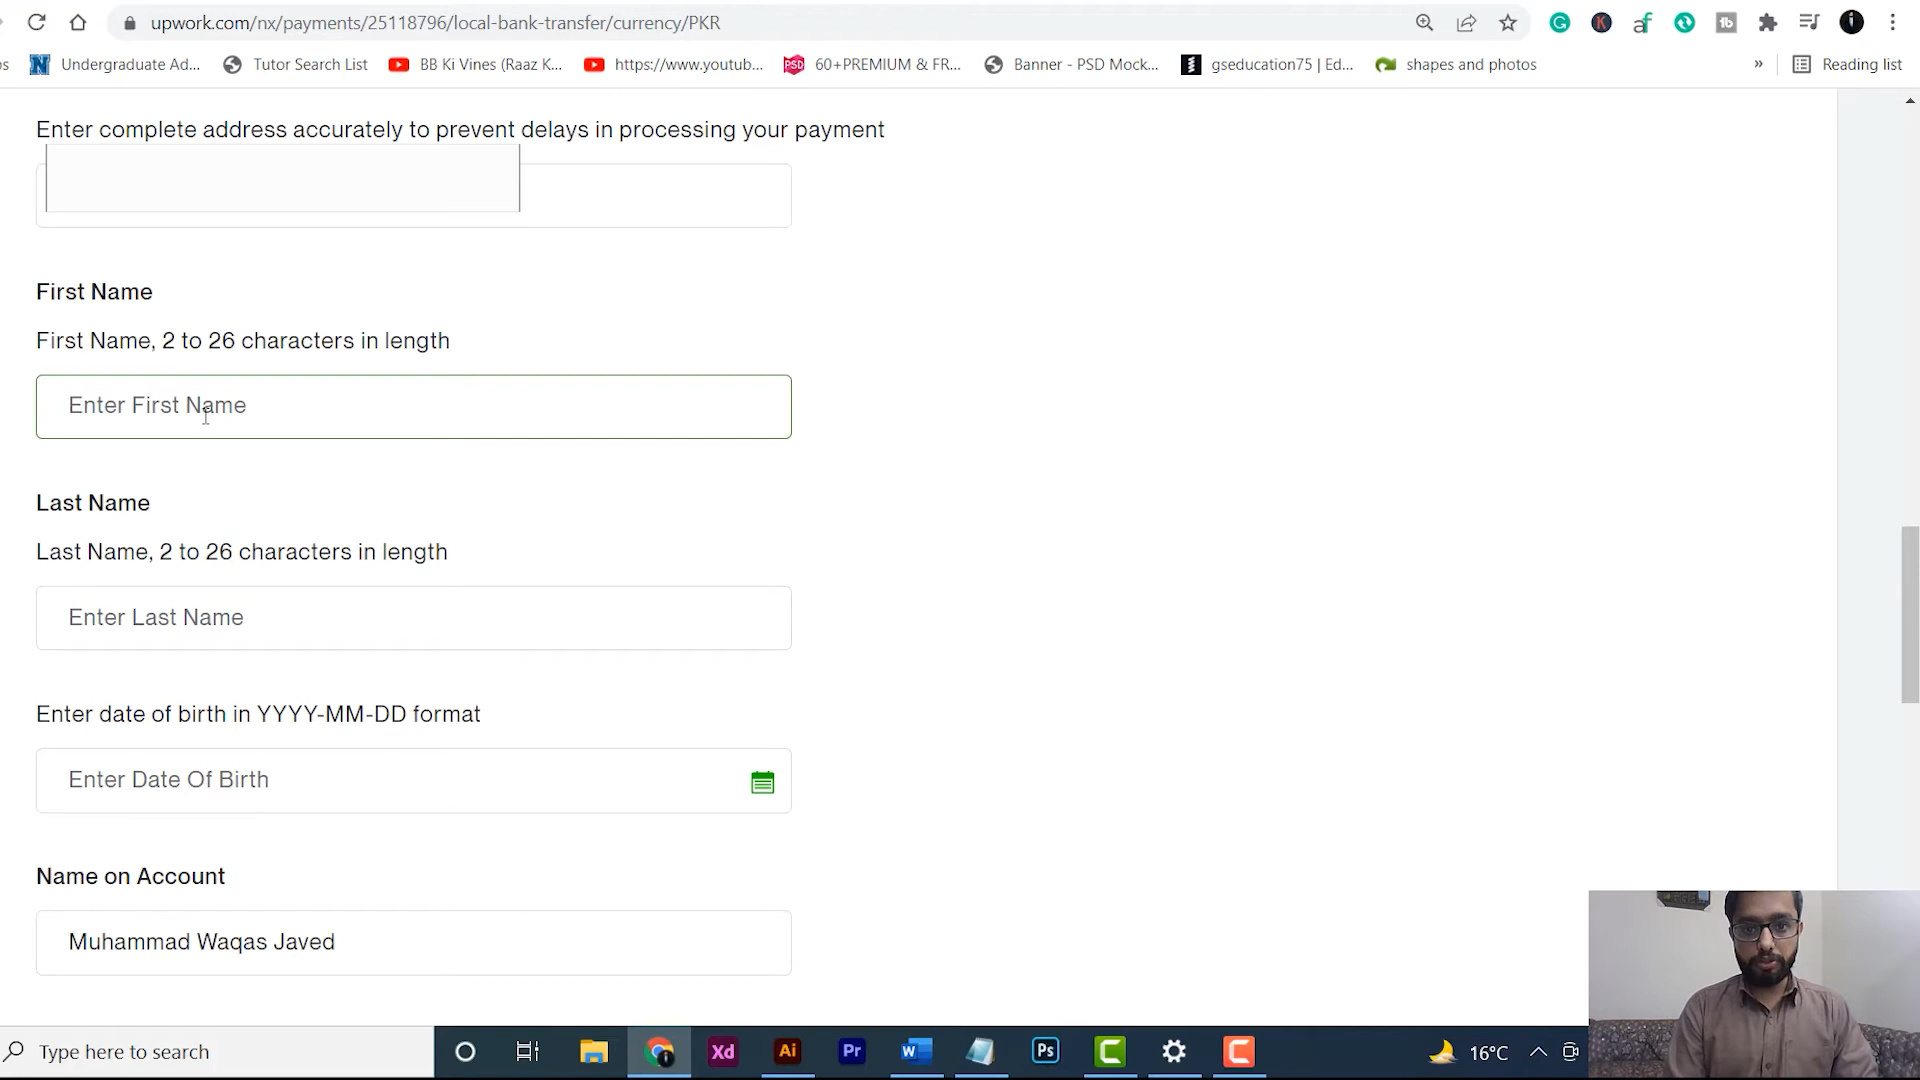 upwork.com/nx/payments/25118796/local-bank-transfer/currency/PKR
Undergraduate Ad...
Tutor Search List
BB Ki Vines (Raaz K...
https://www.youtub...
PSD
60+PREMIUM & FR...
Banner - PSD Mock...
gseducation75 | Ed...
shapes and photos
»
Reading list
Enter complete address accurately to prevent delays in processing your payment
First Name
First Name, 2 to 26 characters in length
Enter First Name
Last Name
Last Name, 2 to 26 characters in length
Enter Last Name
Enter date of birth in YYYY-MM-DD format
Enter Date Of Birth
Name on Account
Muhammad Waqas Javed
Type here to search
Xd
Ai
Pr
W
Ps
16°C